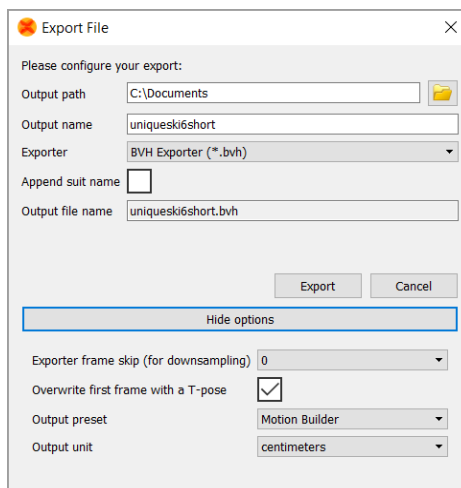 Export File
Please configure your export:
Output path C:\Documents
Output name uniqueski6short
Exporter BVH Exporter (*.bvh)
Append suit name
Output file name uniqueski6short.bvh
Export Cancel
Hide options
Exporter frame skip (for downsampling) 0
Overwrite first frame with a T-pose
Output preset Motion Builder
Output unit centimeters